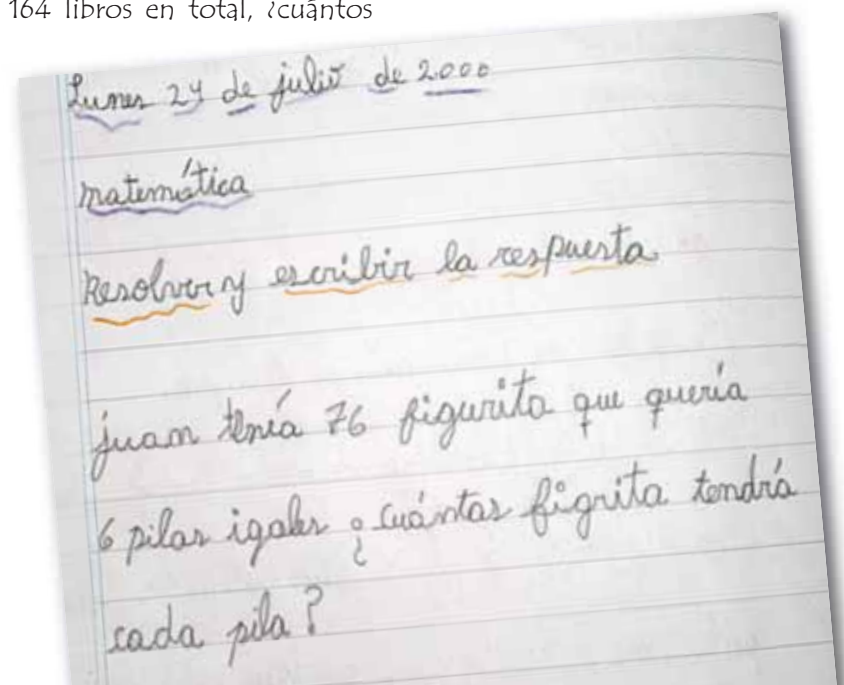 164 libros en total, ¿cuántos
Lunes 24 de julio de 2000
matemática
Resolver y escribir la respuesta
juan tenía 76 figurita que quería
6 pilas igales ¿cuántas figrita tendría
cada pila?